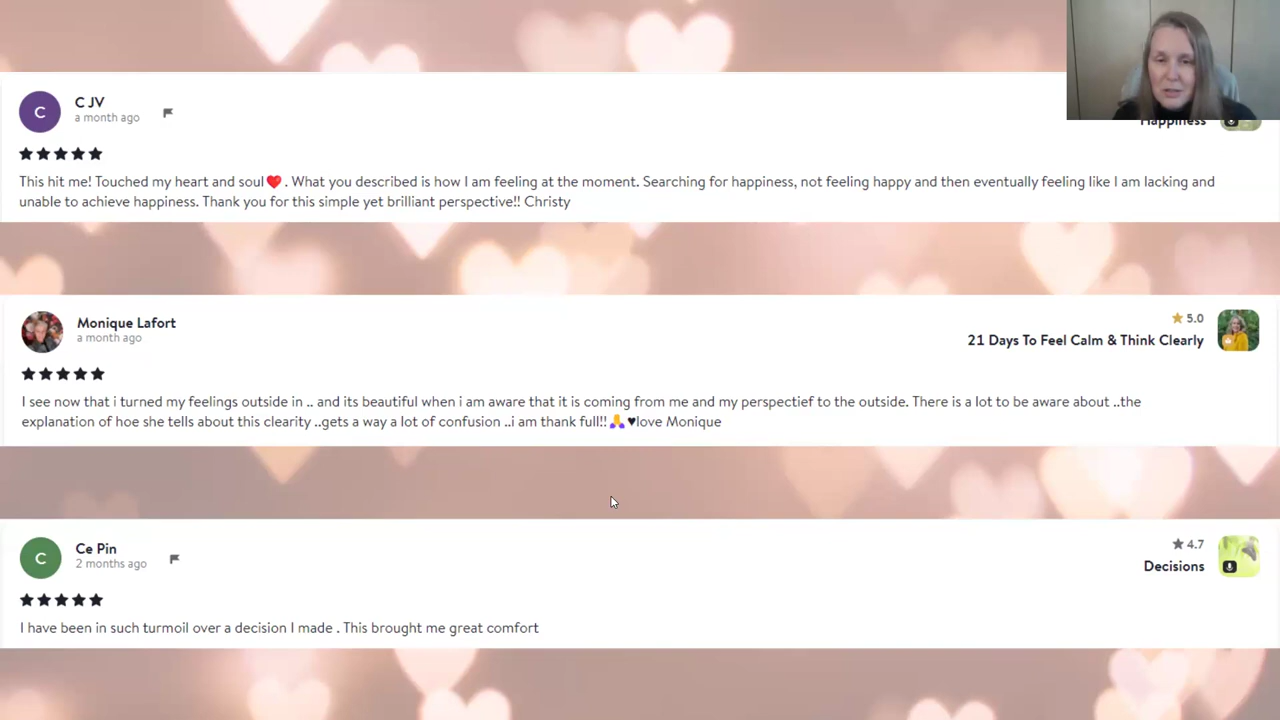 C
C JV
a month ago
Happiness
This hit me! Touched my heart and soul❤️. What you described is how I am feeling at the moment. Searching for happiness, not feeling happy and then eventually feeling like I am lacking and
unable to achieve happiness. Thank you for this simple yet brilliant perspective!! Christy
Monique Lafort
a month ago
★ 5.0
21 Days To Feel Calm & Think Clearly
I see now that i turned my feelings outside in .. and its beautiful when i am aware that it is coming from me and my perspectief to the outside. There is a lot to be aware about ..the
explanation of hoe she tells about this clearity ..gets a way a lot of confusion ..i am thank full!!🙏♥love Monique
C
Ce Pin
2 months ago
★ 4.7
Decisions
I have been in such turmoil over a decision I made . This brought me great comfort